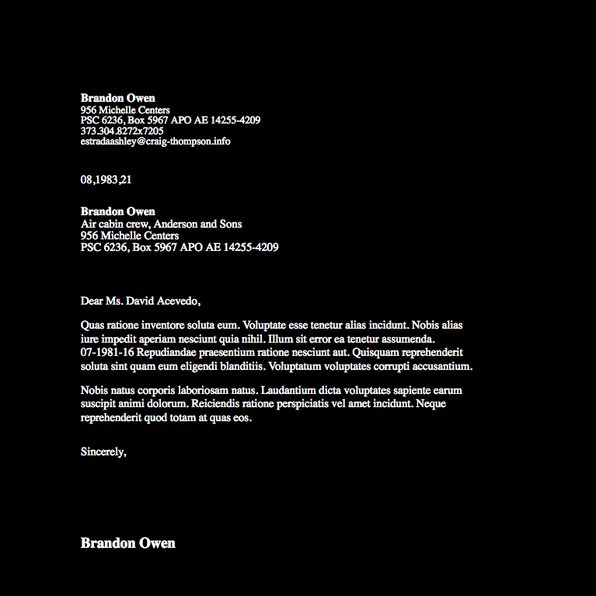 Brandon Owen
956 Michelle Centers
PSC 6236, Box 5967 APO AE 14255-4209
373.304.8272x7205
estradaashley@craig-thompson.info
08,1983,21
Brandon Owen
Air cabin crew, Anderson and Sons
956 Michelle Centers
PSC 6236, Box 5967 APO AE 14255-4209
Dear Ms. David Acevedo,
Quas ratione inventore soluta eum. Voluptate esse tenetur alias incidunt. Nobis alias
iure impedit aperiam nesciunt quia nihil. Illum sit error ea tenetur assumenda.
07-1981-16 Repudiandae praesentium ratione nesciunt aut. Quisquam reprehenderit
soluta sint quam eum eligendi blanditiis. Voluptatum voluptates corrupti accusantium.
Nobis natus corporis laboriosam natus. Laudantium dicta voluptates sapiente earum
suscipit animi dolorum. Reiciendis ratione perspiciatis vel amet incidunt. Neque
reprehenderit quod totam at quas eos.
Sincerely,
Brandon Owen